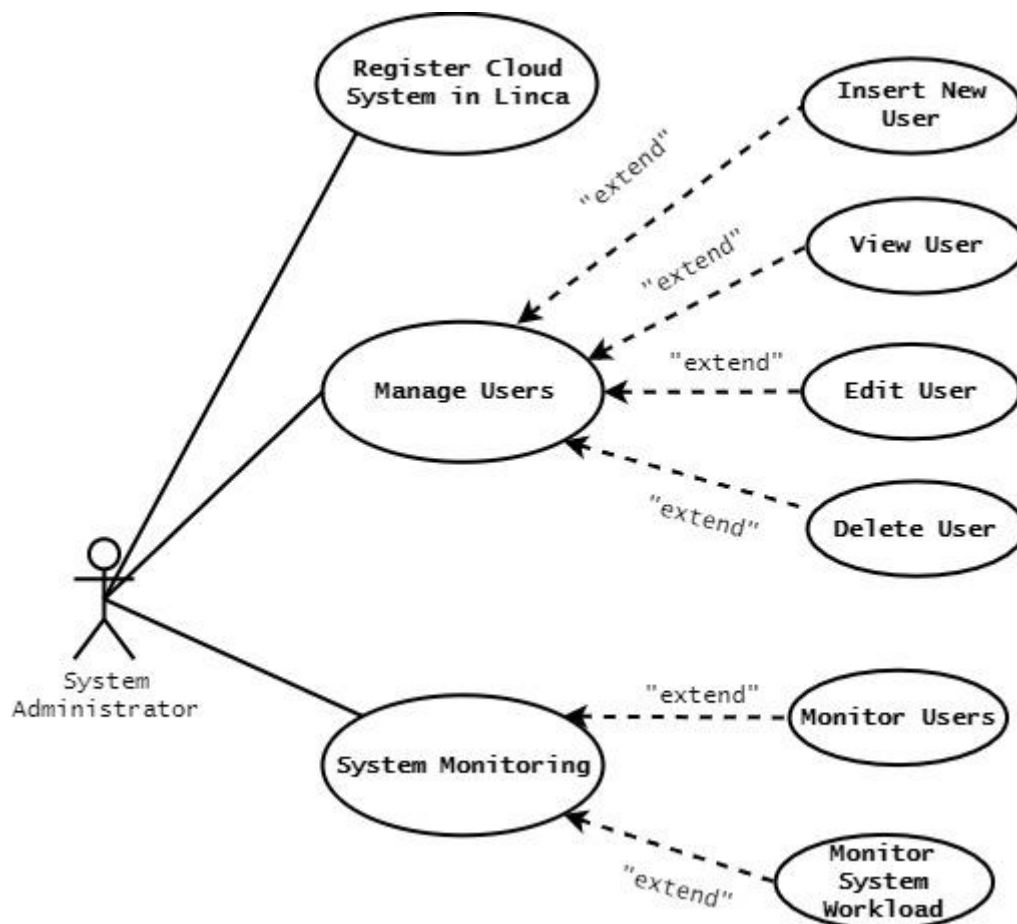 Register Cloud
System in Linca
Insert New
User
"extend"
View User
"extend"
Manage Users
"extend"
Edit User
"extend"
Delete User
System
Administrator
"extend"
Monitor Users
System Monitoring
"extend"
Monitor
System
Workload